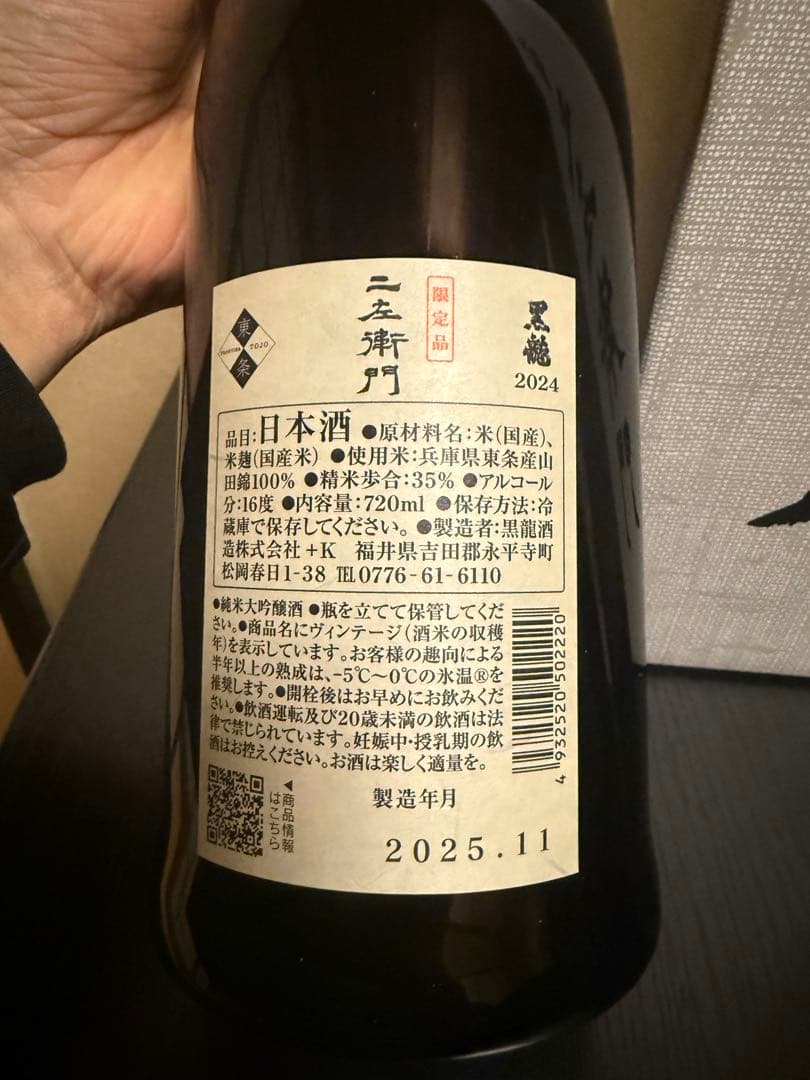 黒龍
2024
限定品
二左衛門
東
FRONTIER TOJO
条
品目:日本酒 ●原材料名:米(国産)、
米麹(国産米) ●使用米:兵庫県東条産山
田錦100% ●精米歩合:35% ●アルコール
分:16度 ●内容量:720ml ●保存方法:冷
蔵庫で保存してください。 ●製造者:黒龍酒
造株式会社+K 福井県吉田郡永平寺町
松岡春日1-38 TEL0776-61-6110
●純米大吟醸酒 ●瓶を立てて保管してくだ
さい。●商品名にヴィンテージ(酒米の収穫
年)を表示しています。お客様の趣向による
半年以上の熟成は、-5℃〜0℃の氷温®を
推奨します。●開栓後はお早めにお飲みくだ
さい。●飲酒運転及び20歳未満の飲酒は法
律で禁じられています。妊娠中・授乳期の飲
酒はお控えください。お酒は楽しく適量を。
4932520502220
◀商品情報
はこちら
製造年月
2025.11